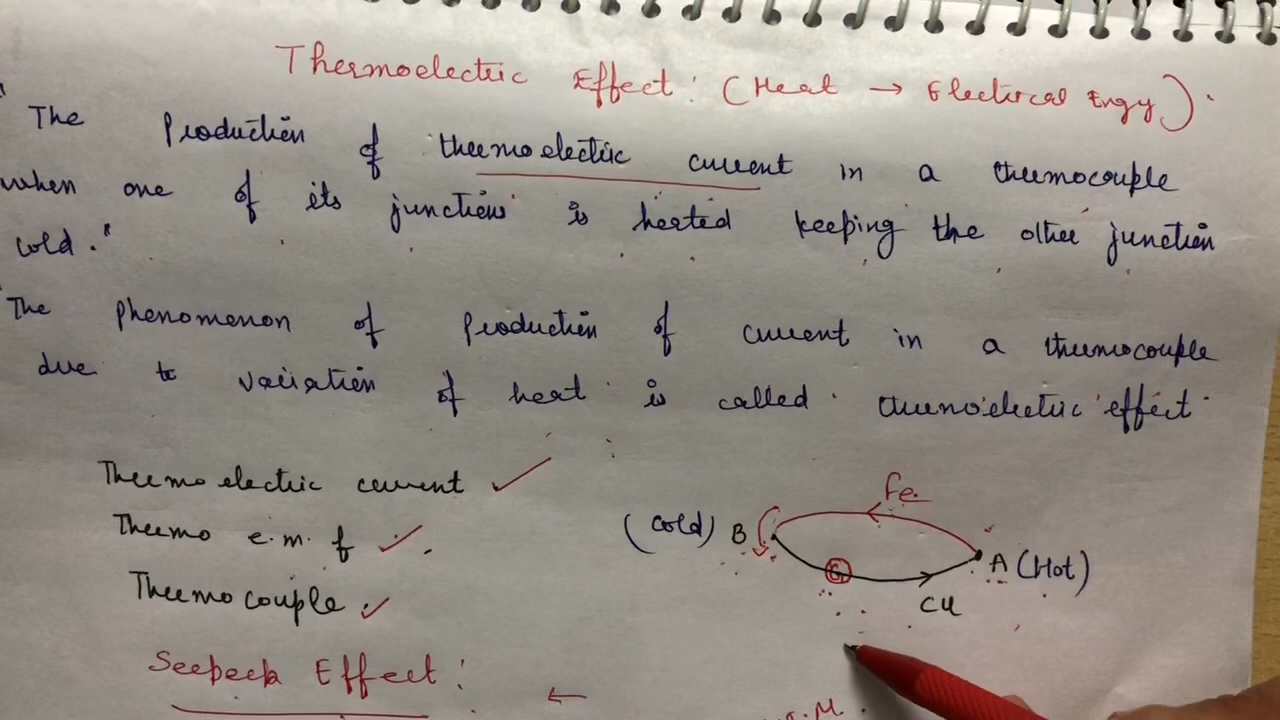 Thermoelectric Effect: (Heat → Electrical Engy).
"The production of thermoelectric current in a thermocouple
when one of its junctions is heated keeping the other junction
cold."
The phenomenon of production of current in a thermocouple
due to variation of heat is called thermoelectric effect.
Thermo electric current ✓
Thermo e.m.f ✓.
Thermocouple ✓
Fe.
(Cold) B
A (Hot)
G
Cu
Seebeck Effect: ←